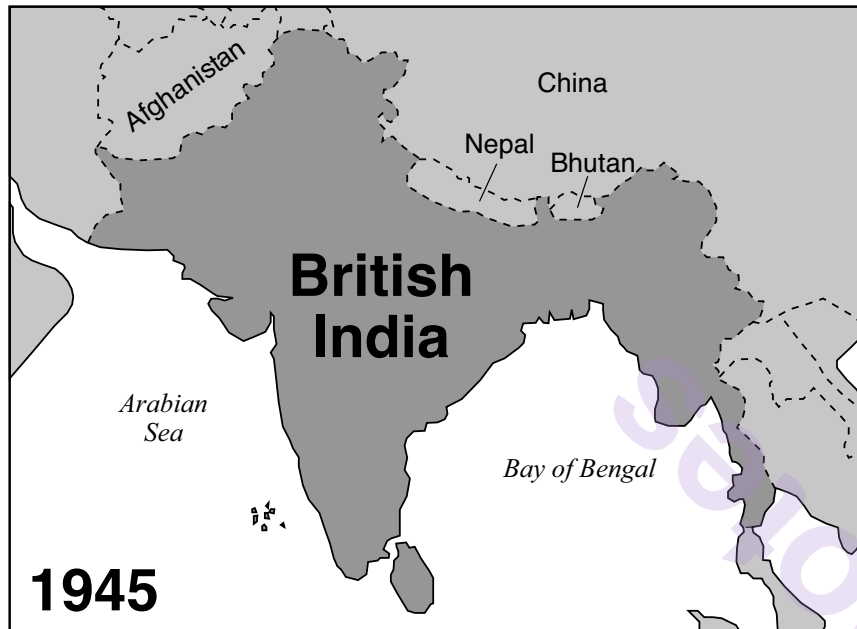 Afghanistan
China
Nepal
Bhutan
British
India
Arabian
Sea
Bay of Bengal
1945